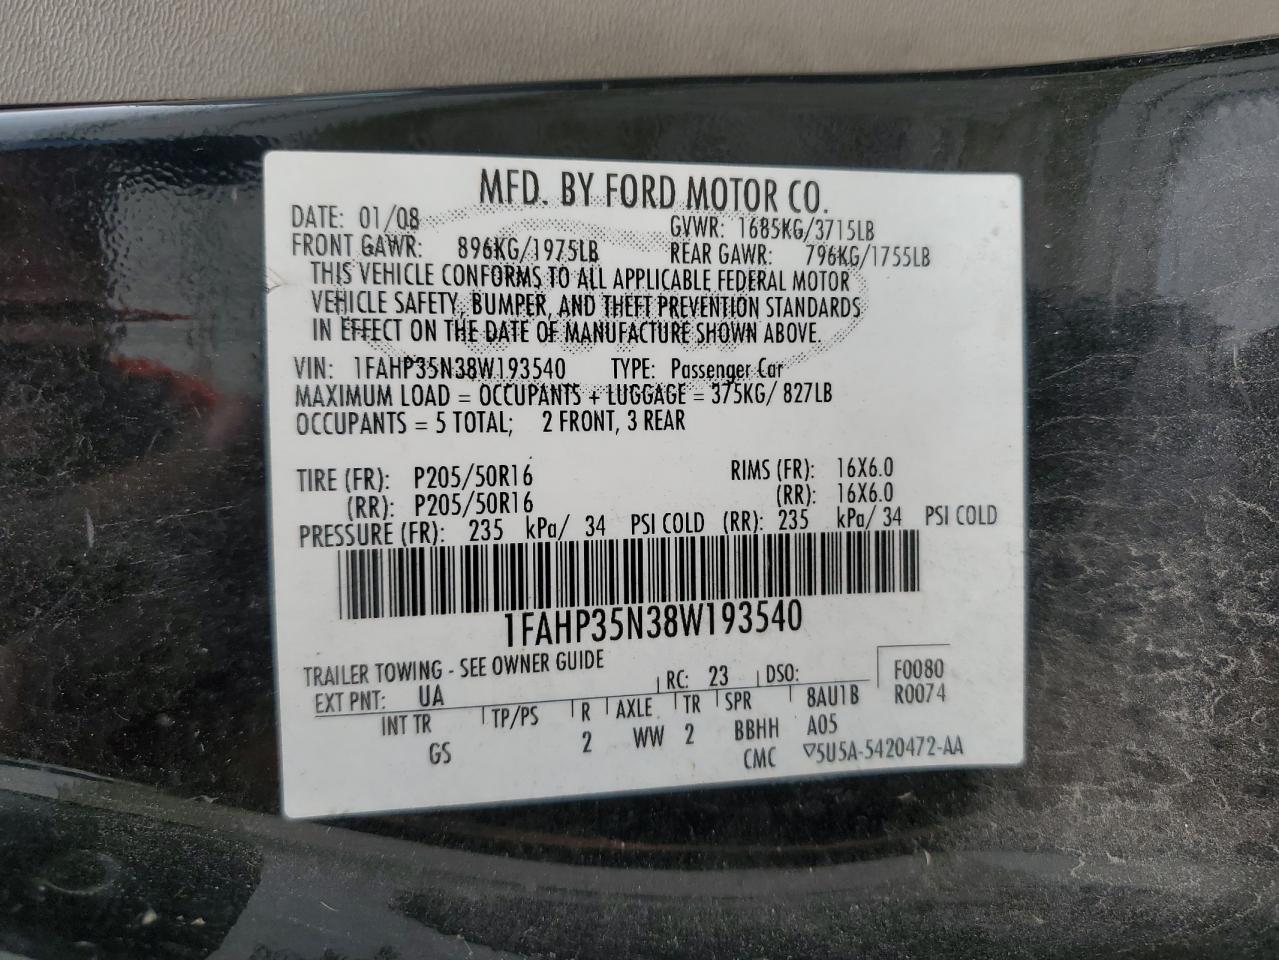 MFD. BY FORD MOTOR CO.
DATE: 01/08 GVWR: 1685KG/3715LB
FRONT GAWR: 896KG/1975LB REAR GAWR: 796KG/1755LB
THIS VEHICLE CONFORMS TO ALL APPLICABLE FEDERAL MOTOR
VEHICLE SAFETY, BUMPER, AND THEFT PREVENTION STANDARDS
IN EFFECT ON THE DATE OF MANUFACTURE SHOWN ABOVE.
VIN: 1FAHP35N38W193540 TYPE: Passenger Car
MAXIMUM LOAD = OCCUPANTS + LUGGAGE = 375KG/ 827LB
OCCUPANTS = 5 TOTAL; 2 FRONT, 3 REAR
TIRE (FR): P205/50R16 RIMS (FR): 16X6.0
(RR): P205/50R16 (RR): 16X6.0
PRESSURE (FR): 235 kPa/ 34 PSI COLD (RR): 235 kPa/ 34 PSI COLD
1FAHP35N38W193540
TRAILER TOWING - SEE OWNER GUIDE
EXT PNT: UA RC: 23 DSO: F0080
INT TR TP/PS R AXLE TR SPR 8AU1B R0074
GS 2 WW 2 BBHH A05
CMC ▽5U5A-5420472-AA